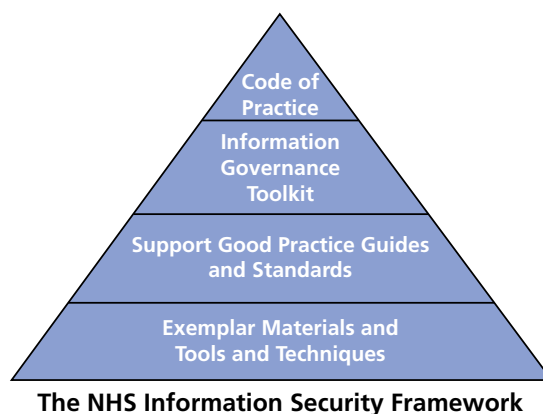 Code of
Practice
Information
Governance
Toolkit
Support Good Practice Guides
and Standards
Exemplar Materials and
Tools and Techniques
The NHS Information Security Framework